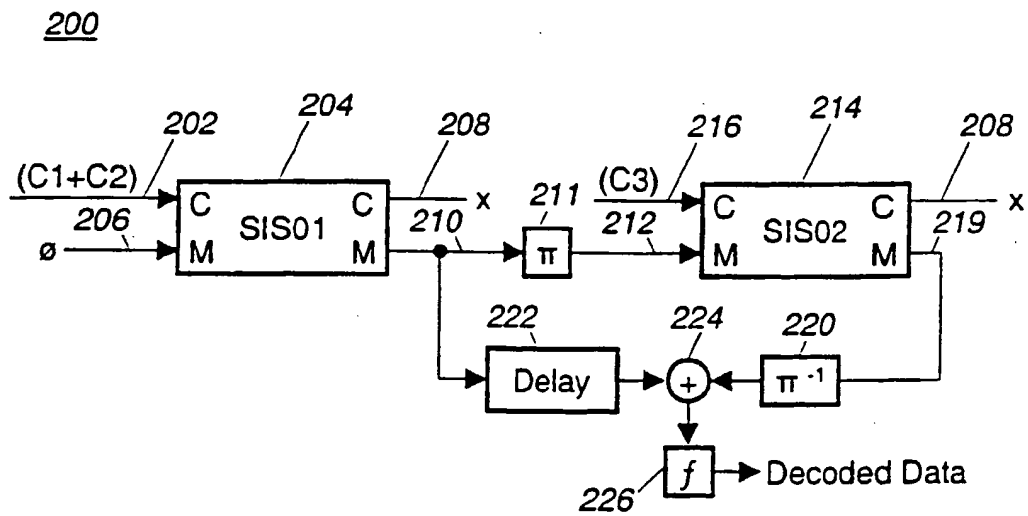 200
202
204
208
216
214
208
(C1+C2)
206
C
C
SIS01
M
M
ø
210
x
211
π
212
(C3)
C
C
SIS02
M
M
219
x
222
Delay
224
+
220
π -1
226
f
Decoded Data